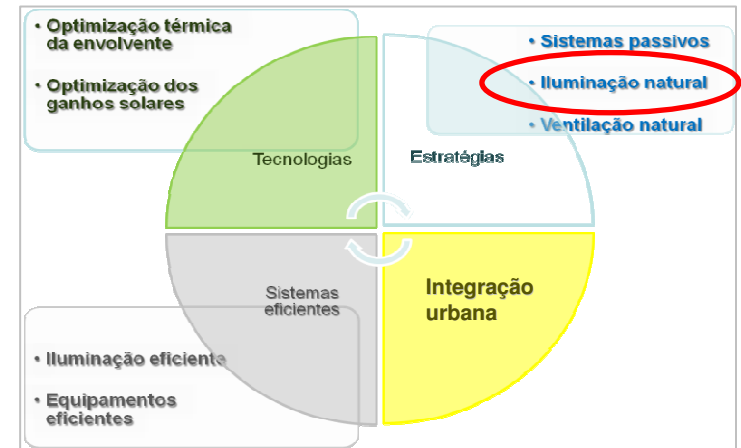 • Optimização térmica
da envolvente
• Optimização dos
ganhos solares
• Sistemas passivos
• Iluminação natural
• Ventilação natural
Tecnologias
Estratégias
Sistemas
eficientes
Integração
urbana
• Iluminação eficiente
• Equipamentos
eficientes